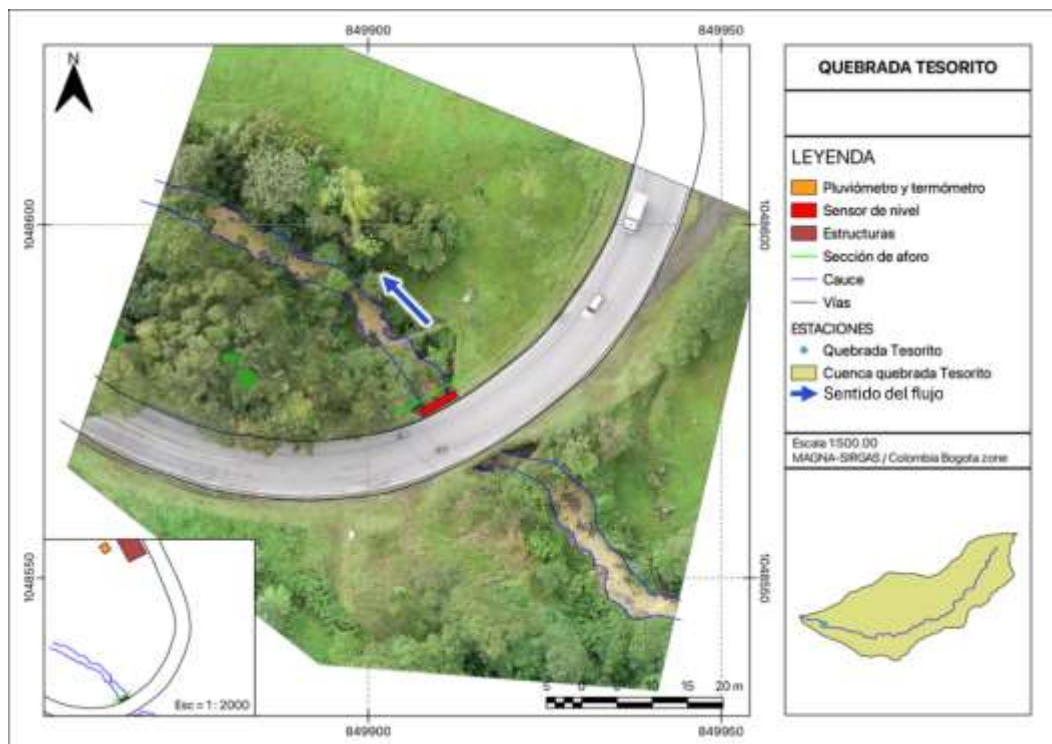 849900
849950
N
1048600
1048600
1048550
1048550
Esc = 1 : 2000
5 0 5 10 15 20 m
849900
849950
QUEBRADA TESORITO
LEYENDA
Pluviómetro y termómetro
Sensor de nivel
Estructuras
Sección de aforo
Cauce
Vías
ESTACIONES
Quebrada Tesorito
Cuenca quebrada Tesorito
Sentido del flujo
Escala 1:500.00
MAGNA-SIRGAS / Colombia Bogota zone